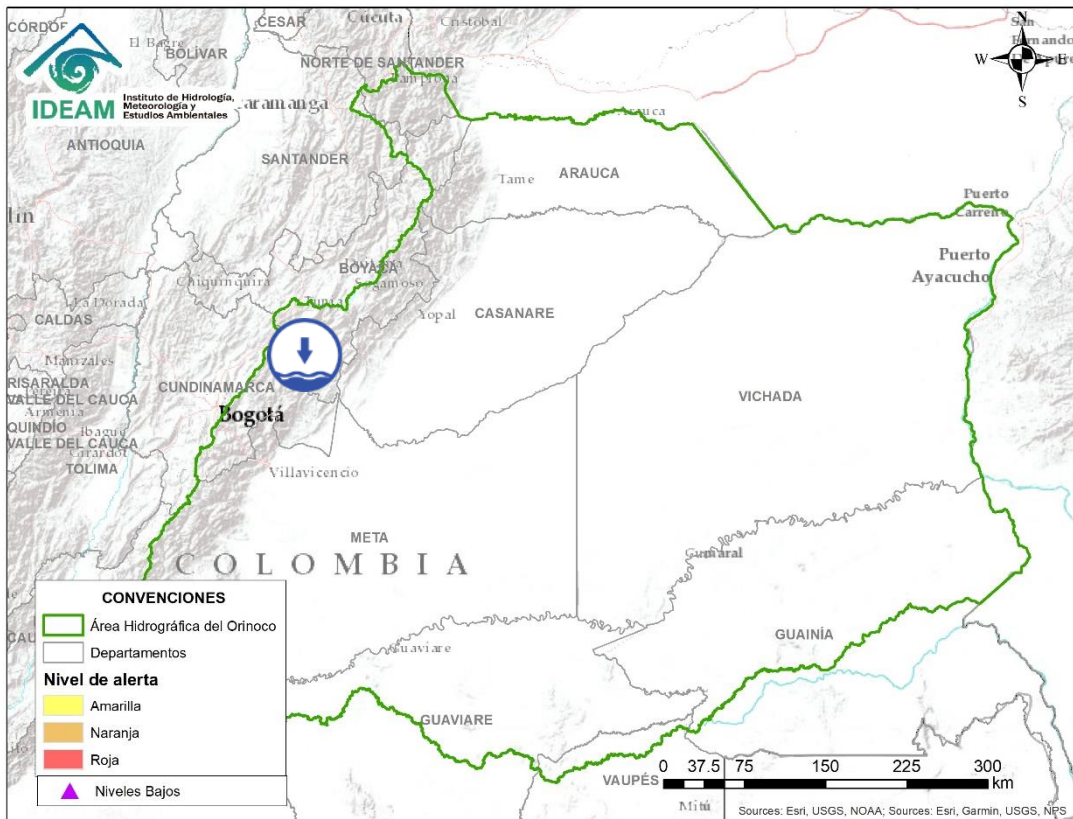 CESAR
Cucuta
Cristobal
El Bagre
BOLÍVAR
San
Fernando
NORTE DE SANTANDER
Pamplona
N
W
E
S
IDEAM
Instituto de Hidrología,
Meteorología y
Estudios Ambientales
aramanga
ANTIOQUIA
SANTANDER
Arauca
ARAUCA
Tame
Puerto
Carreño
Puerto
Ayacucho
BOYACÁ
Sogamoso
Chiquinquira
Tunja
La Dorada
Yopal
CASANARE
CALDAS
Manizales
RISARALDA
Pereira
VALLE DEL CAUCA
Armenia
CUNDINAMARCA
VICHADA
Bogotá
QUINDÍO
Ibague
VALLE DEL CAUCA
Girardot
TOLIMA
Villavicencio
META
COLOMBIA
Guaviare
GUAINÍA
GUAVIARE
VAUPÉS
Mitú
CONVENCIONES
Área Hidrográfica del Orinoco
Departamentos
Nivel de alerta
Amarilla
Naranja
Roja
Niveles Bajos
0 37.5 75 150 225 300
km
Sources: Esri, USGS, NOAA; Sources: Esri, Garmin, USGS, NPS